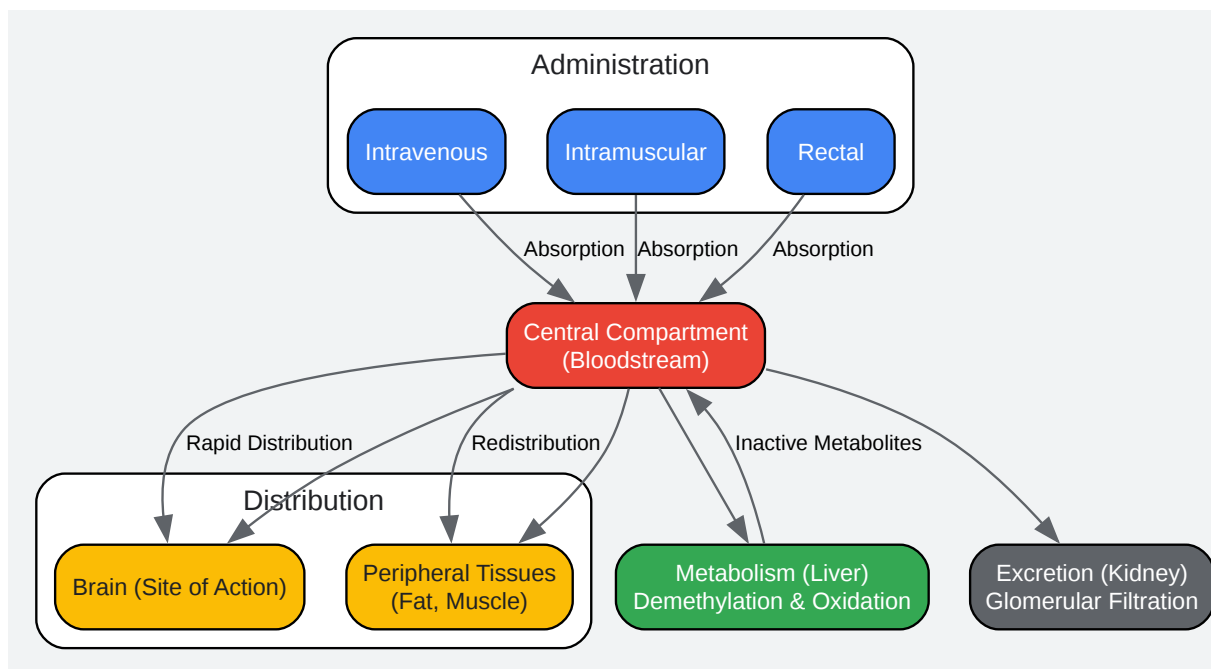 Administration
Intravenous
Intramuscular
Rectal
Absorption
Absorption
Absorption
Central Compartment
(Bloodstream)
Rapid Distribution
Redistribution
Inactive Metabolites
Distribution
Brain (Site of Action)
Peripheral Tissues
(Fat, Muscle)
Metabolism (Liver)
Demethylation & Oxidation
Excretion (Kidney)
Glomerular Filtration